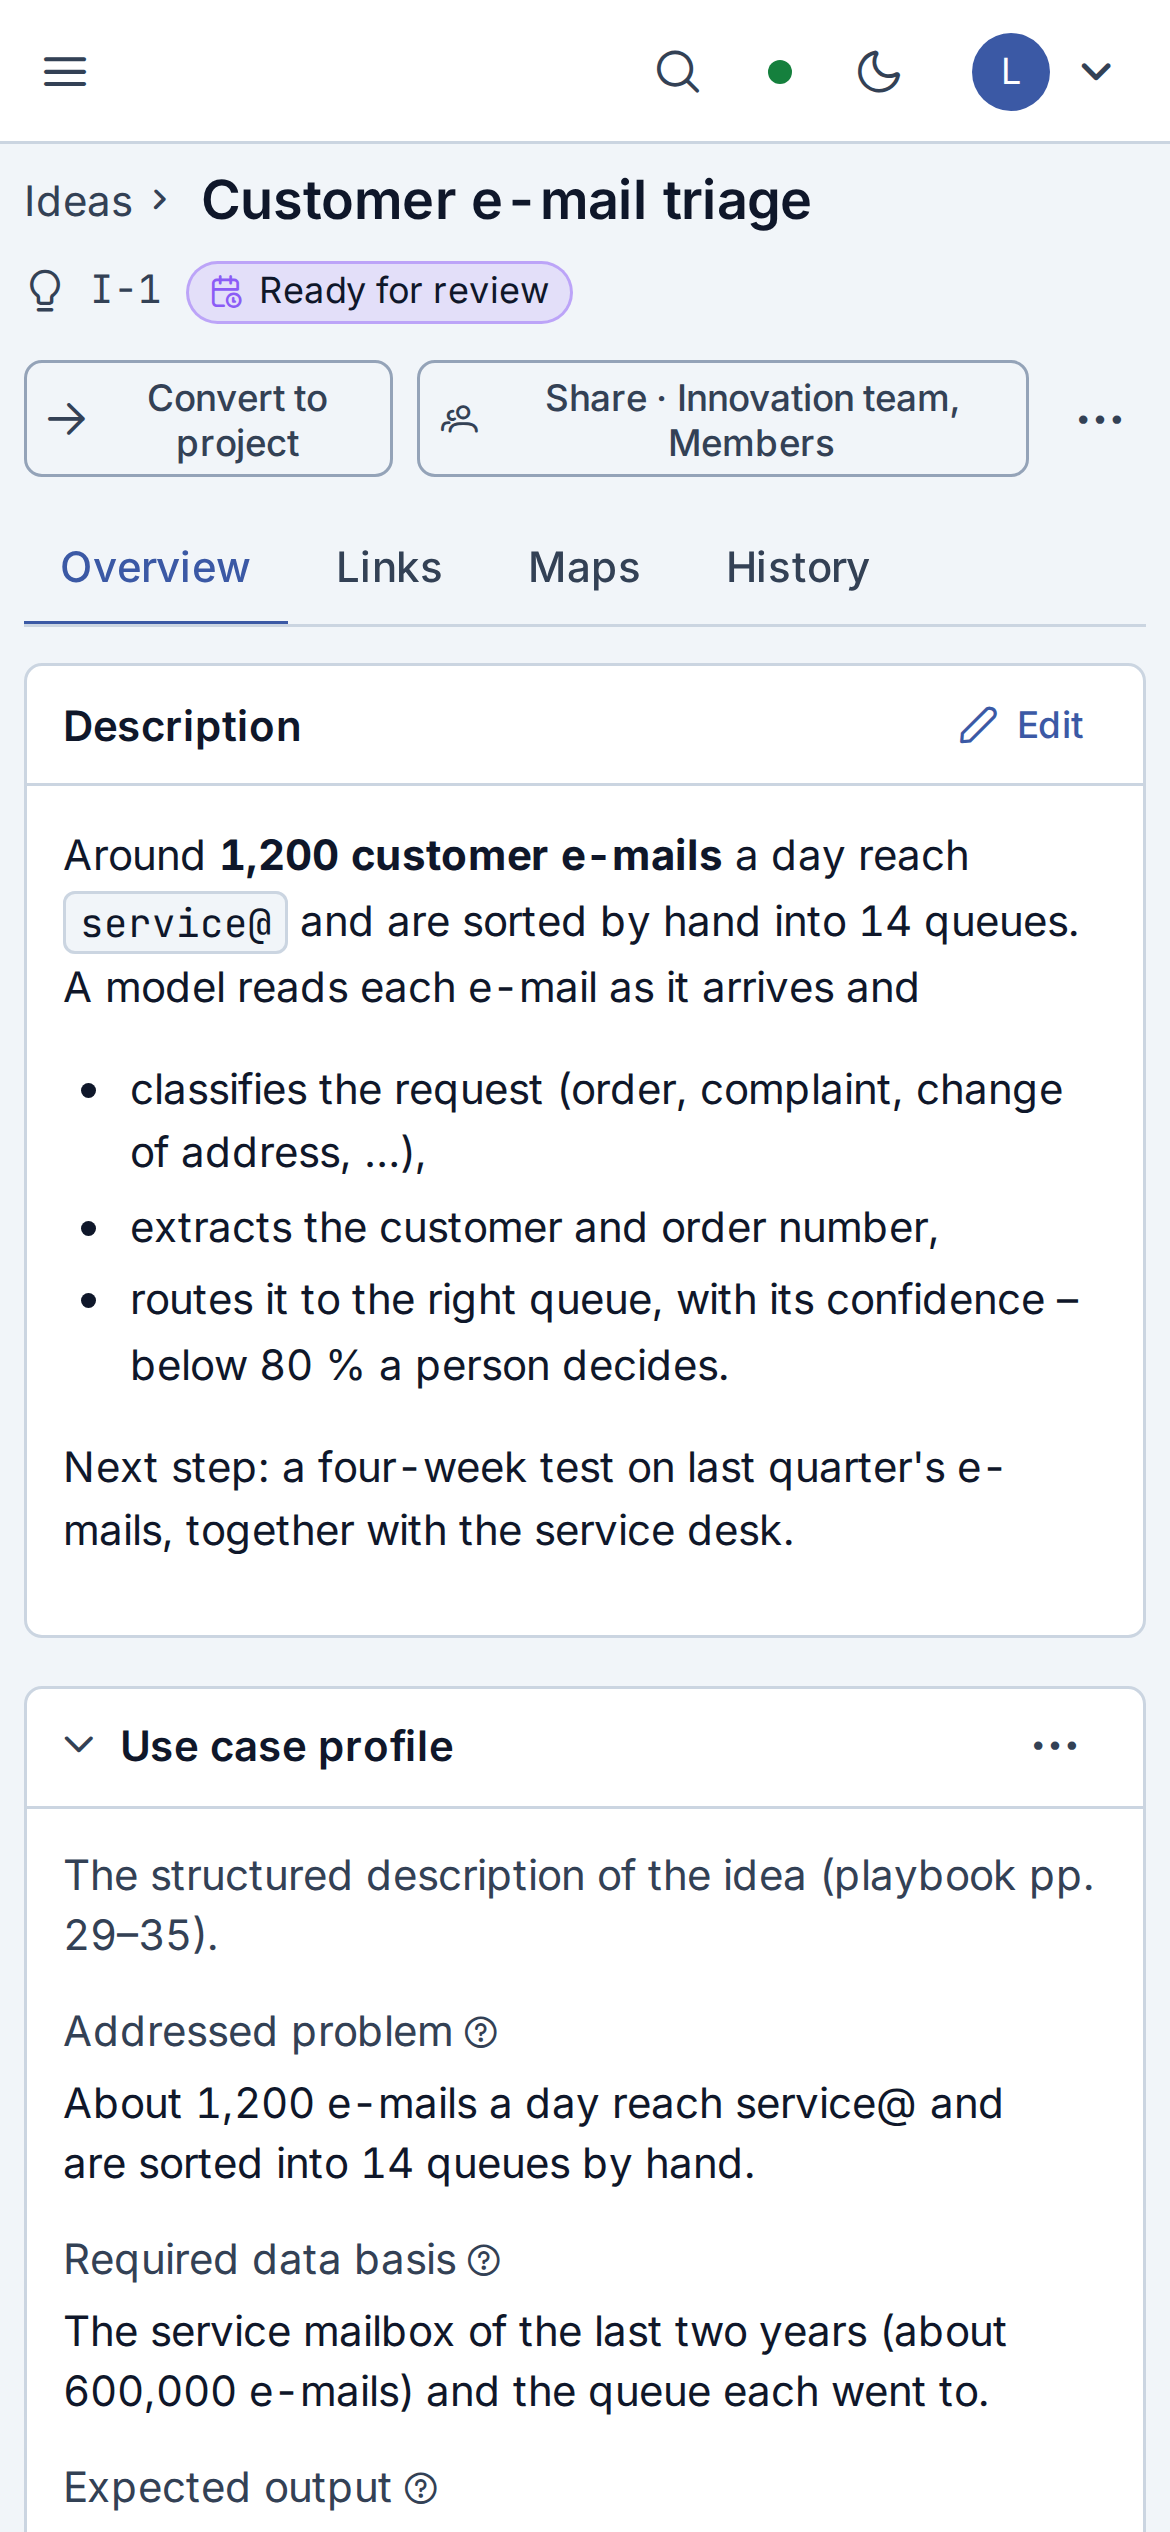 L
Ideas
Customer e-mail triage
I-1
Ready for review
Convert to
project
Share · Innovation team,
Members
Overview
Links
Maps
History
Description
Edit
Around 1,200 customer e-mails a day reach
service@ and are sorted by hand into 14 queues.
A model reads each e-mail as it arrives and
• classifies the request (order, complaint, change
of address, …),
• extracts the customer and order number,
• routes it to the right queue, with its confidence –
below 80 % a person decides.
Next step: a four-week test on last quarter's e-
mails, together with the service desk.
Use case profile
The structured description of the idea (playbook pp.
29–35).
Addressed problem
About 1,200 e-mails a day reach service@ and
are sorted into 14 queues by hand.
Required data basis
The service mailbox of the last two years (about
600,000 e-mails) and the queue each went to.
Expected output